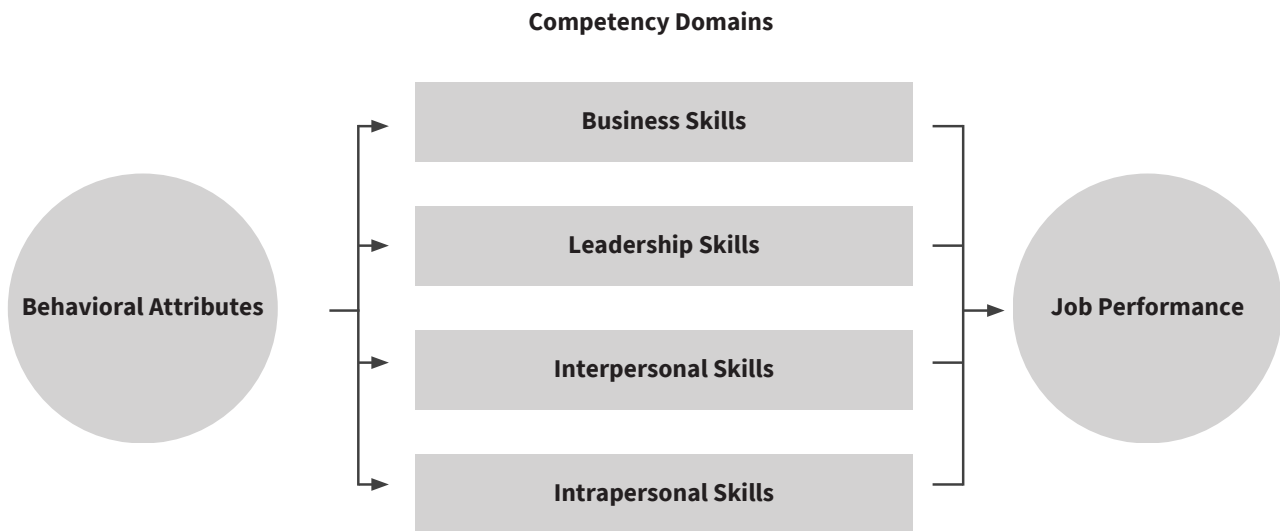 Competency Domains
Business Skills
Leadership Skills
Behavioral Attributes
Job Performance
Interpersonal Skills
Intrapersonal Skills